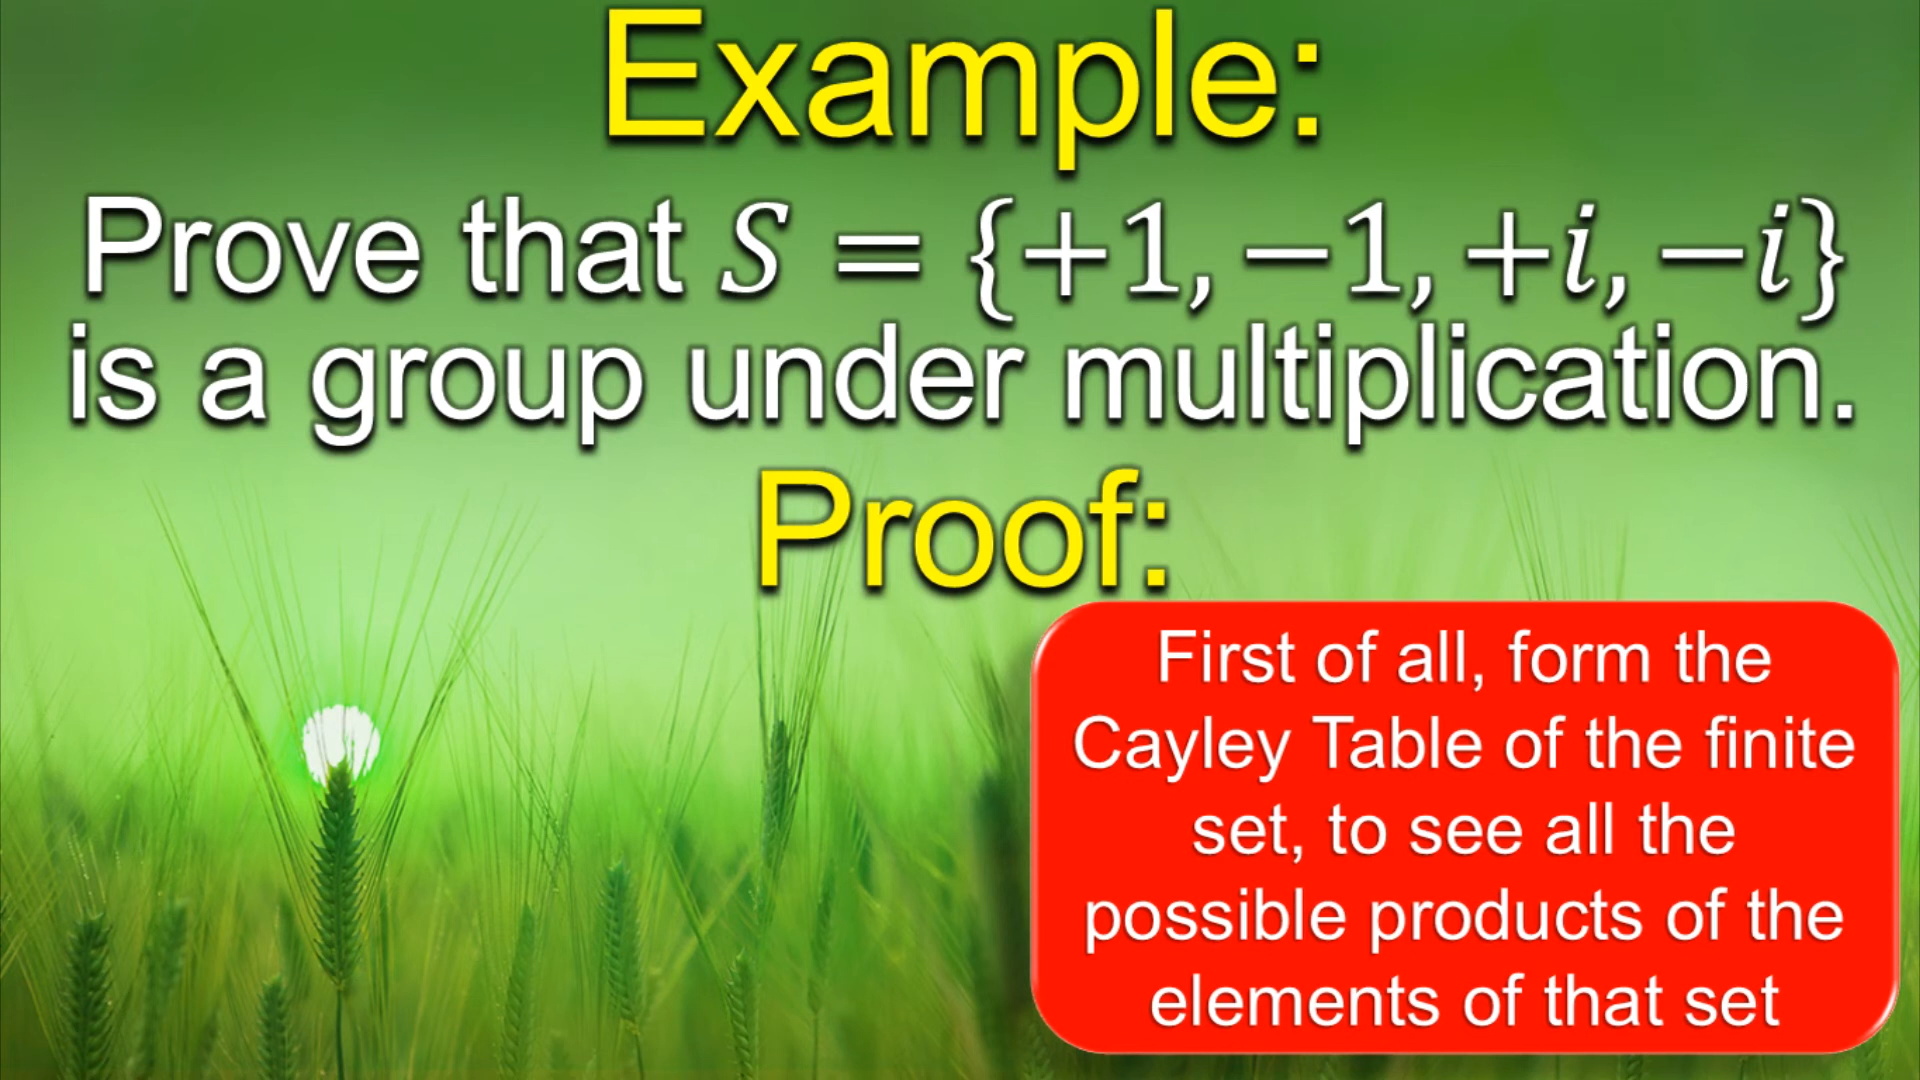 Example:
Prove that S = {+1, −1, +i, −i}
is a group under multiplication.
Proof:
First of all, form the
Cayley Table of the finite
set, to see all the
possible products of the
elements of that set